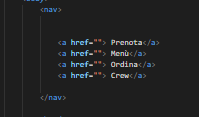 <nav>
<a href=""> Prenota</a>
<a href=""> Menù</a>
<a href=""> Ordina</a>
<a href=""> Crew</a>
</nav>